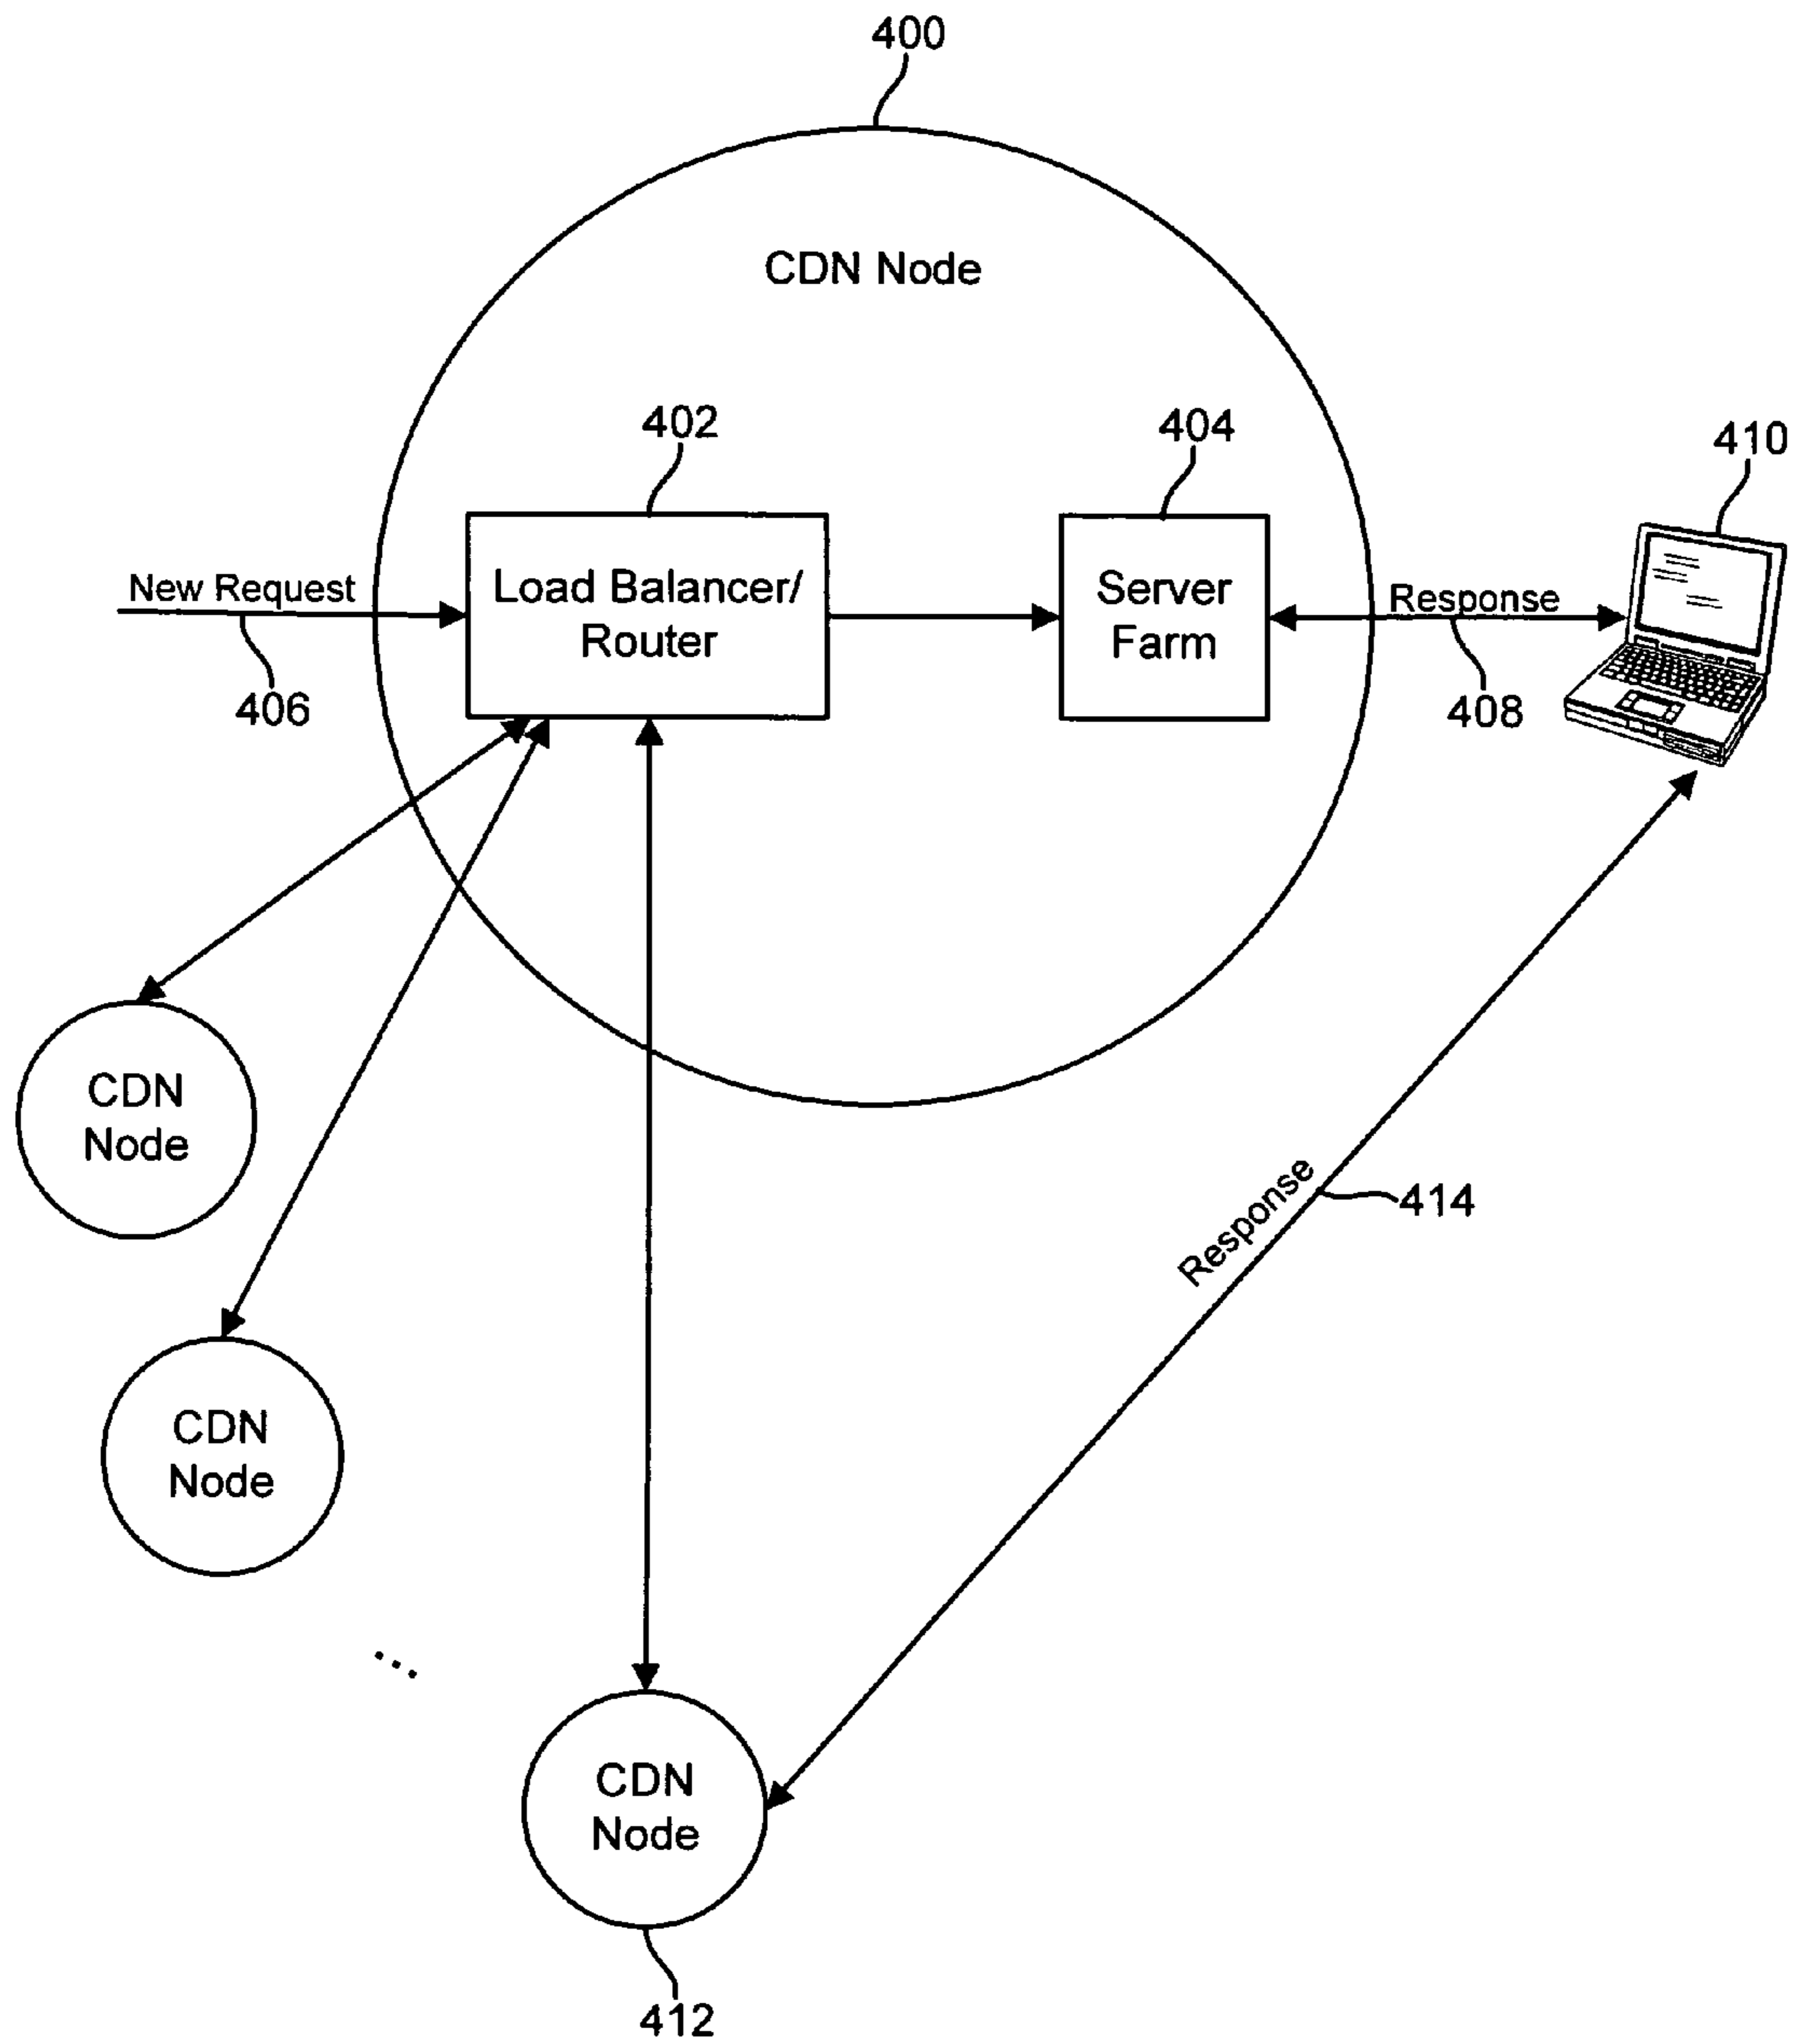 400
CDN Node
402
404
410
New Request
Load Balancer/
Router
Server
Farm
Response
406
408
CDN
Node
414
Response
CDN
Node
...
CDN
Node
412